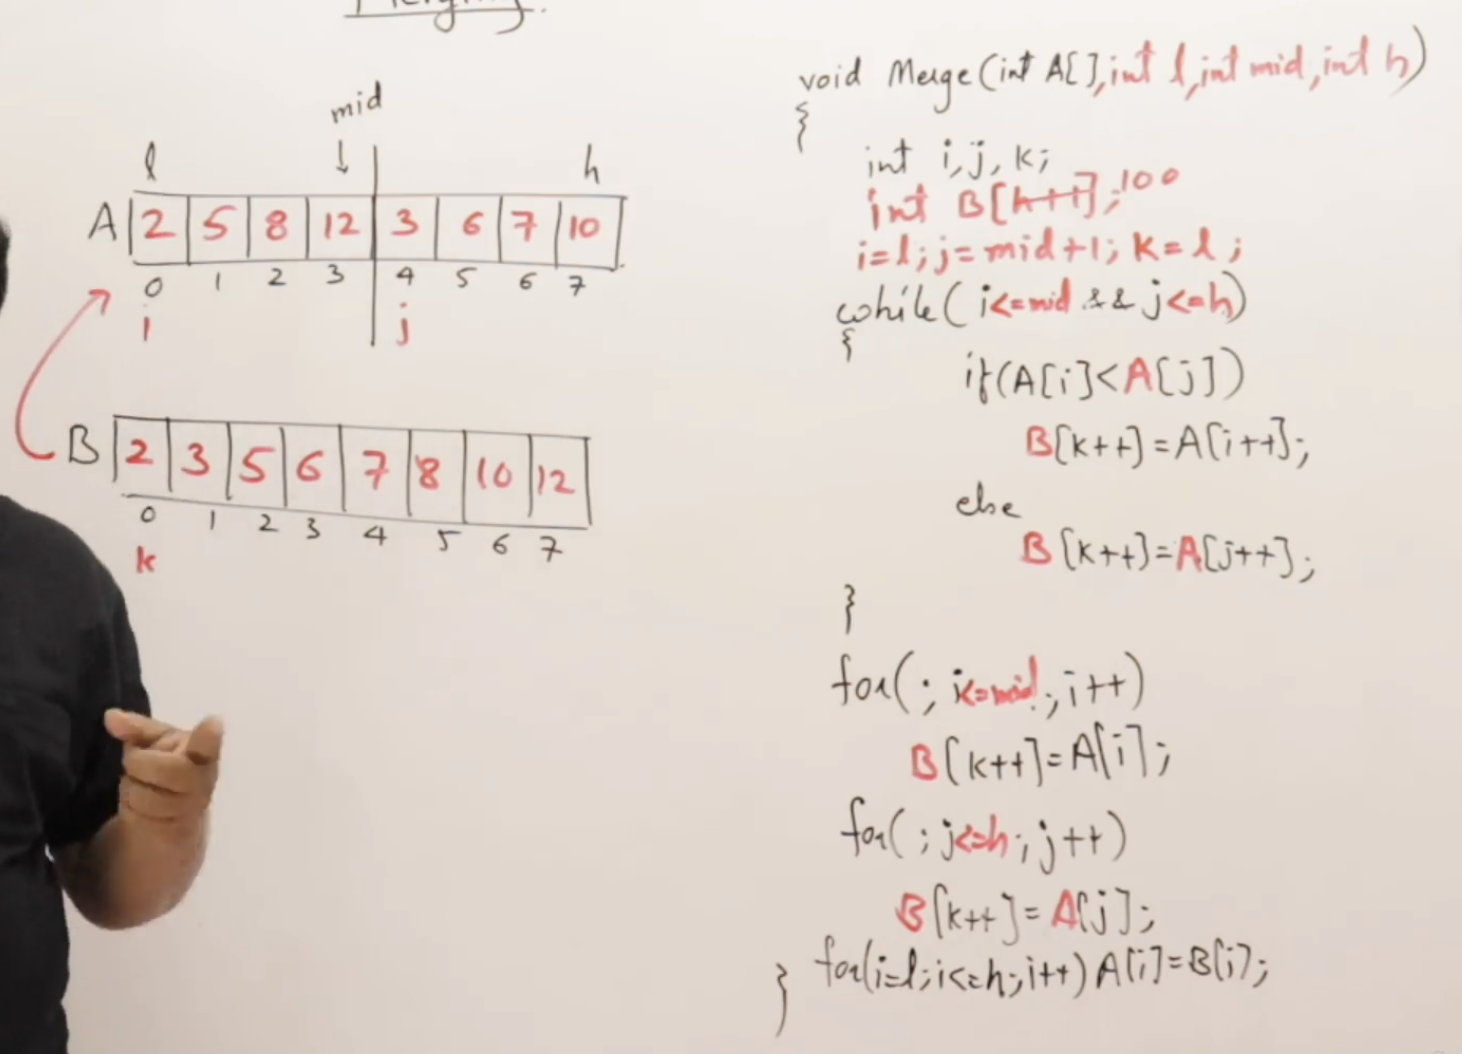 Merging.
mid
l h
A 2 5 8 12 3 6 7 10
0 1 2 3 4 5 6 7
i j
B 2 3 5 6 7 8 10 12
0 1 2 3 4 5 6 7
k
void Merge(int A[],int l,int mid,int h)
{
int i,j,k;
int B[h+1];100
i=l;j=mid+1;k=l;
while(i<=mid && j<=h)
{
if(A[i]<A[j])
B[k++]=A[i++];
else
B[k++]=A[j++];
}
for(;i<=mid;i++)
B[k++]=A[i];
for(;j<=h;j++)
B[k++]=A[j];
for(i=l;i<=h;i++)A[i]=B[i];
}